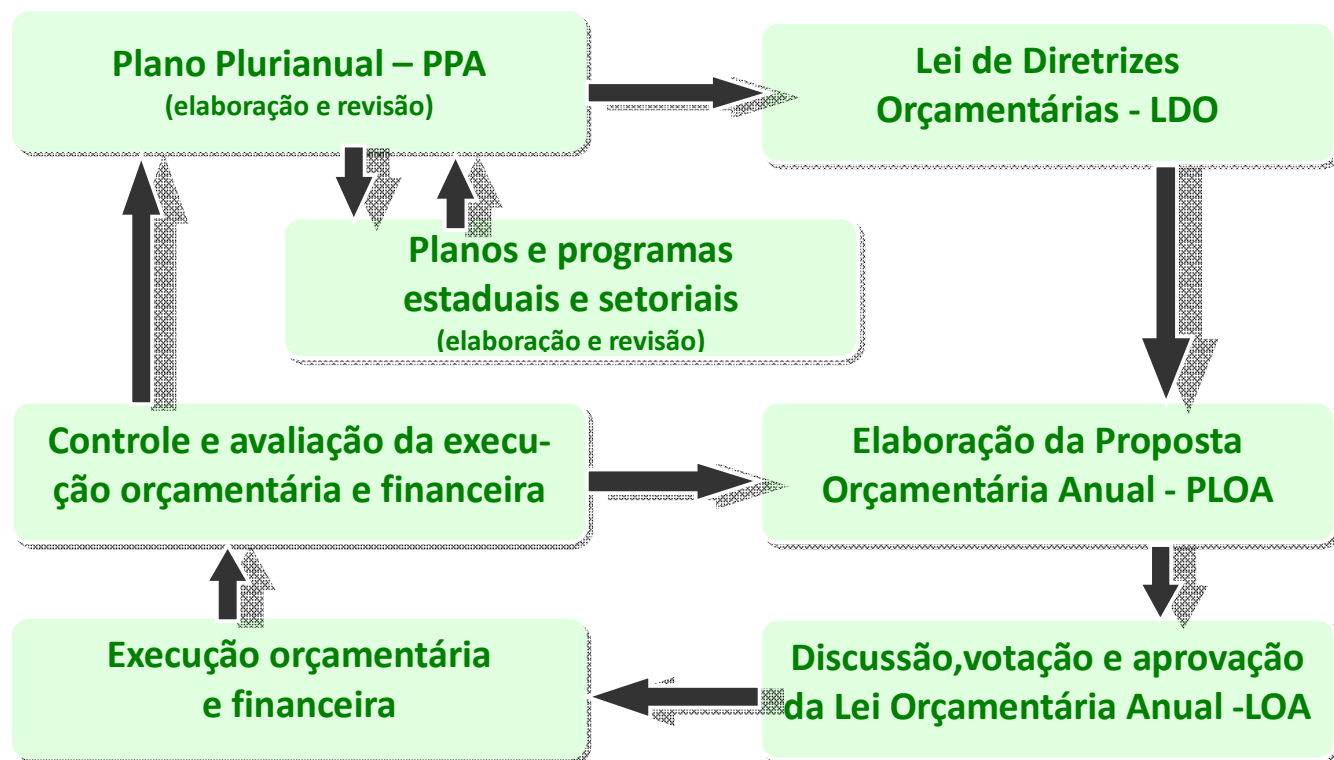 Plano Plurianual – PPA
(elaboração e revisão)
Lei de Diretrizes
Orçamentárias - LDO
Planos e programas
estaduais e setoriais
(elaboração e revisão)
Controle e avaliação da execu-
ção orçamentária e financeira
Elaboração da Proposta
Orçamentária Anual - PLOA
Execução orçamentária
e financeira
Discussão,votação e aprovação
da Lei Orçamentária Anual -LOA